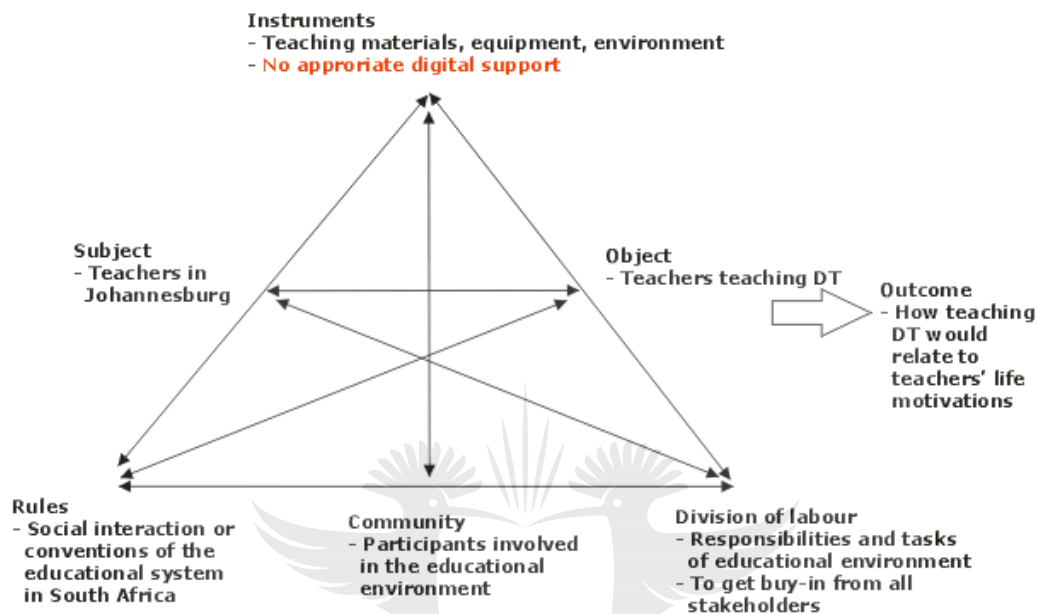 Instruments
- Teaching materials, equipment, environment
- No approriate digital support
Subject
- Teachers in
Johannesburg
Object
- Teachers teaching DT
Outcome
- How teaching
DT would
relate to
teachers' life
motivations
Rules
- Social interaction or
conventions of the
educational system
in South Africa
Community
- Participants involved
in the educational
environment
Division of labour
- Responsibilities and tasks
of educational environment
- To get buy-in from all
stakeholders